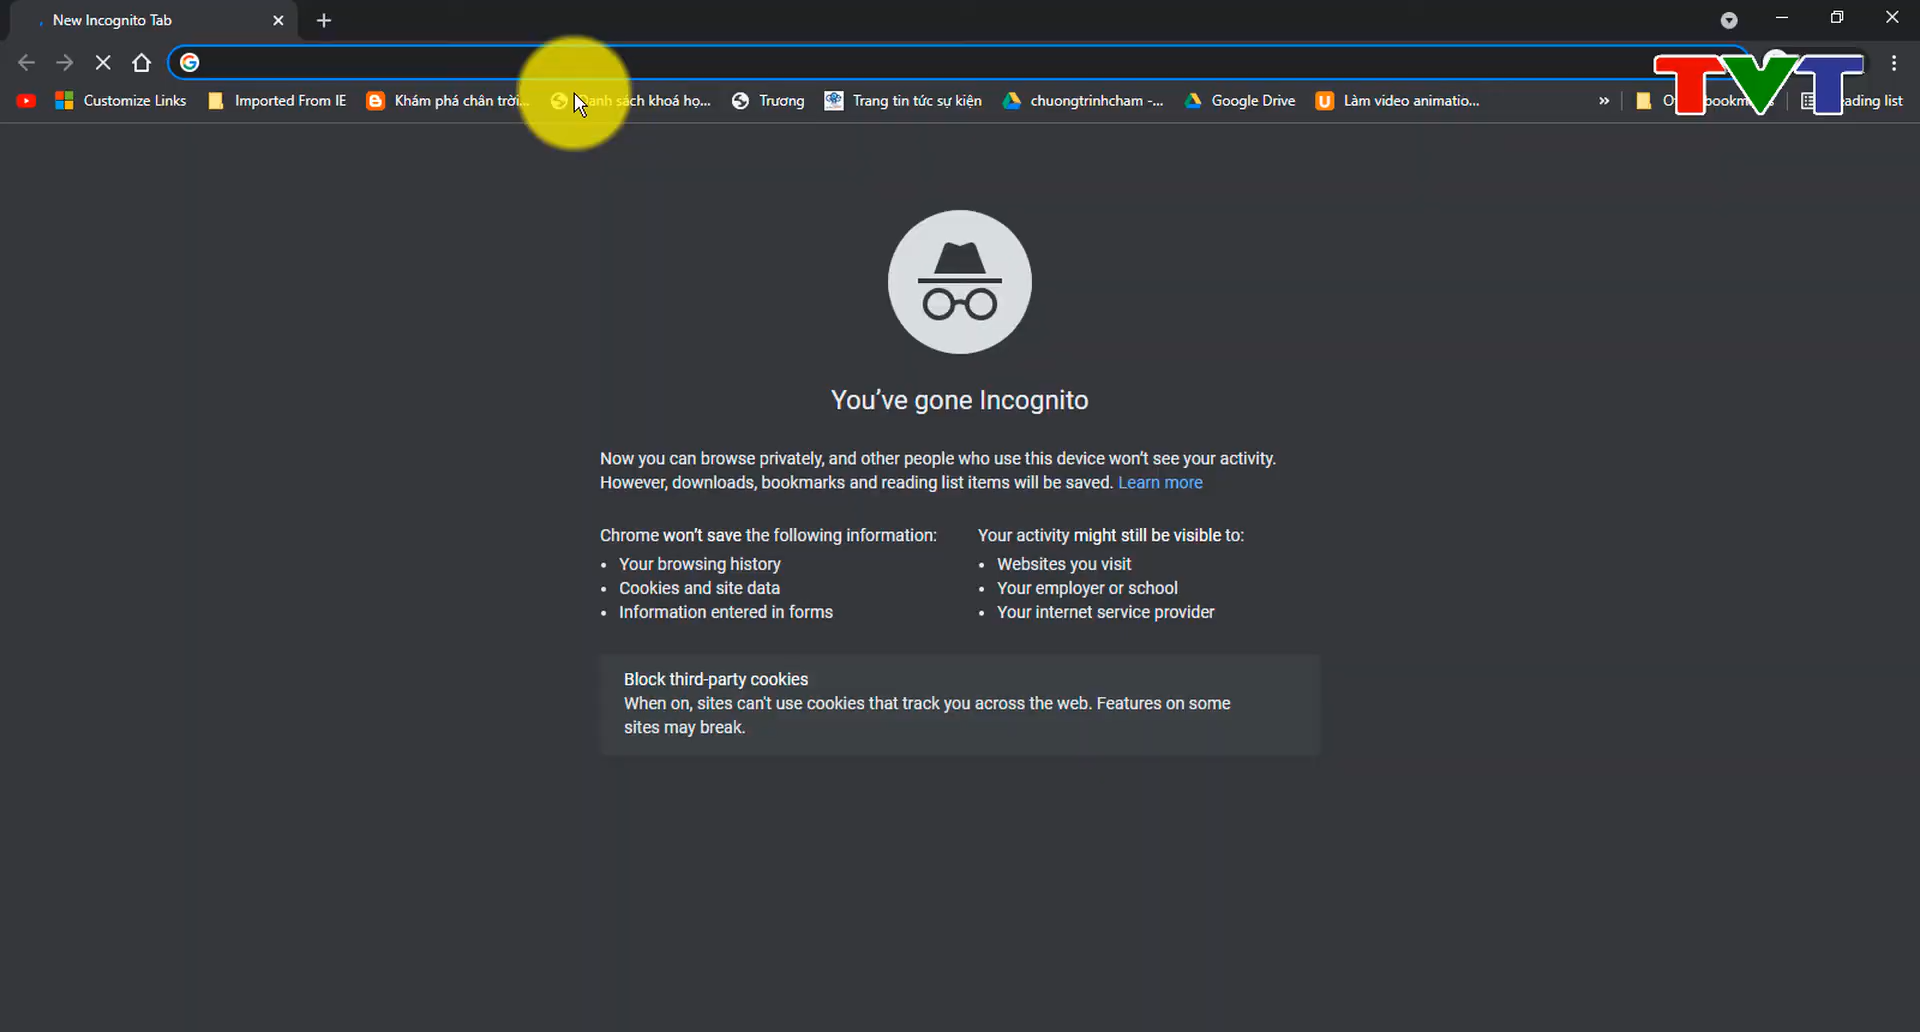 New Incognito Tab
Customize Links
Imported From IE
Khám phá chân trời...
sách khoá họ...
Trương
Trang tin tức sự kiện
chuongtrinhcham -...
Google Drive
Làm video animatio...
»
TVT
You've gone Incognito
Now you can browse privately, and other people who use this device won't see your activity.
However, downloads, bookmarks and reading list items will be saved. Learn more
Chrome won't save the following information:
• Your browsing history
• Cookies and site data
• Information entered in forms
Your activity might still be visible to:
• Websites you visit
• Your employer or school
• Your internet service provider
Block third-party cookies
When on, sites can't use cookies that track you across the web. Features on some
sites may break.